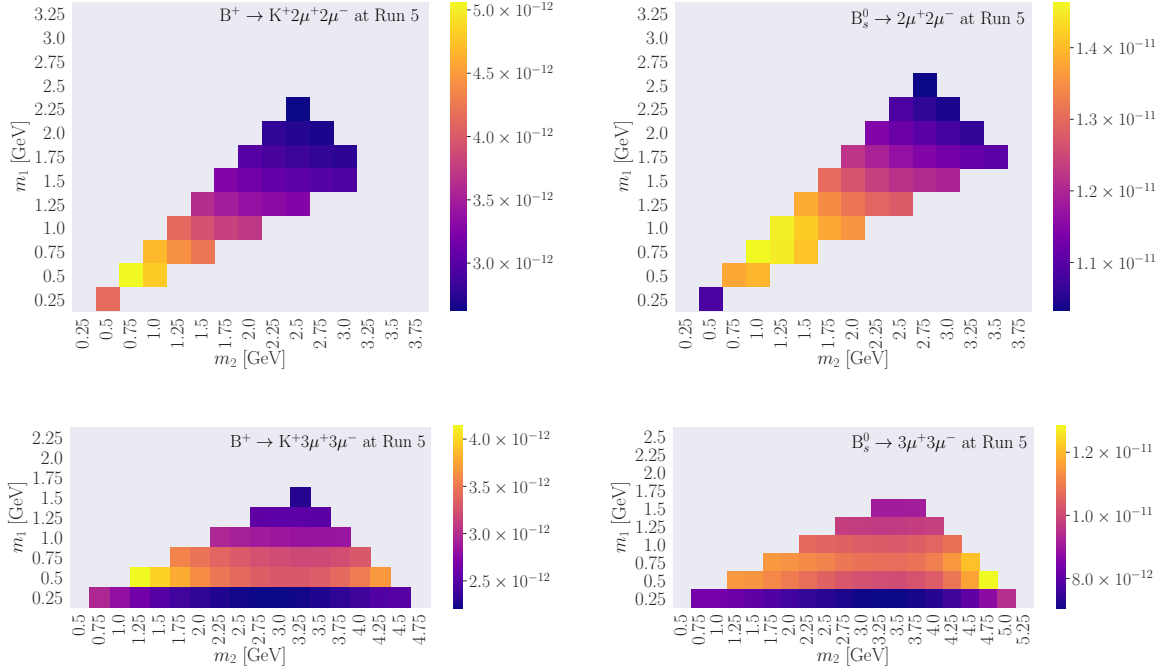 B⁺ → K⁺2μ⁺2μ⁻ at Run 5
3.25
3.0
2.75
2.5
2.25
2.0
1.75
1.5
1.25
1.0
0.75
0.5
0.25
m₁ [GeV]
0.25 0.5 0.75 1.0 1.25 1.5 1.75 2.0 2.25 2.5 2.75 3.0 3.25 3.5 3.75
m₂ [GeV]
5.0 × 10⁻¹²
4.5 × 10⁻¹²
4.0 × 10⁻¹²
3.5 × 10⁻¹²
3.0 × 10⁻¹²
B⁰ₛ → 2μ⁺2μ⁻ at Run 5
3.25
3.0
2.75
2.5
2.25
2.0
1.75
1.5
1.25
1.0
0.75
0.5
0.25
m₁ [GeV]
0.25 0.5 0.75 1.0 1.25 1.5 1.75 2.0 2.25 2.5 2.75 3.0 3.25 3.5 3.75
m₂ [GeV]
1.4 × 10⁻¹¹
1.3 × 10⁻¹¹
1.2 × 10⁻¹¹
1.1 × 10⁻¹¹
B⁺ → K⁺3μ⁺3μ⁻ at Run 5
2.25
2.0
1.75
1.5
1.25
1.0
0.75
0.5
0.25
m₁ [GeV]
0.5 0.75 1.0 1.25 1.5 1.75 2.0 2.25 2.5 2.75 3.0 3.25 3.5 3.75 4.0 4.25 4.5 4.75
m₂ [GeV]
4.0 × 10⁻¹²
3.5 × 10⁻¹²
3.0 × 10⁻¹²
2.5 × 10⁻¹²
B⁰ₛ → 3μ⁺3μ⁻ at Run 5
2.5
2.25
2.0
1.75
1.5
1.25
1.0
0.75
0.5
0.25
m₁ [GeV]
0.5 0.75 1.0 1.25 1.5 1.75 2.0 2.25 2.5 2.75 3.0 3.25 3.5 3.75 4.0 4.25 4.5 4.75 5.0 5.25
m₂ [GeV]
1.2 × 10⁻¹¹
1.0 × 10⁻¹¹
8.0 × 10⁻¹²